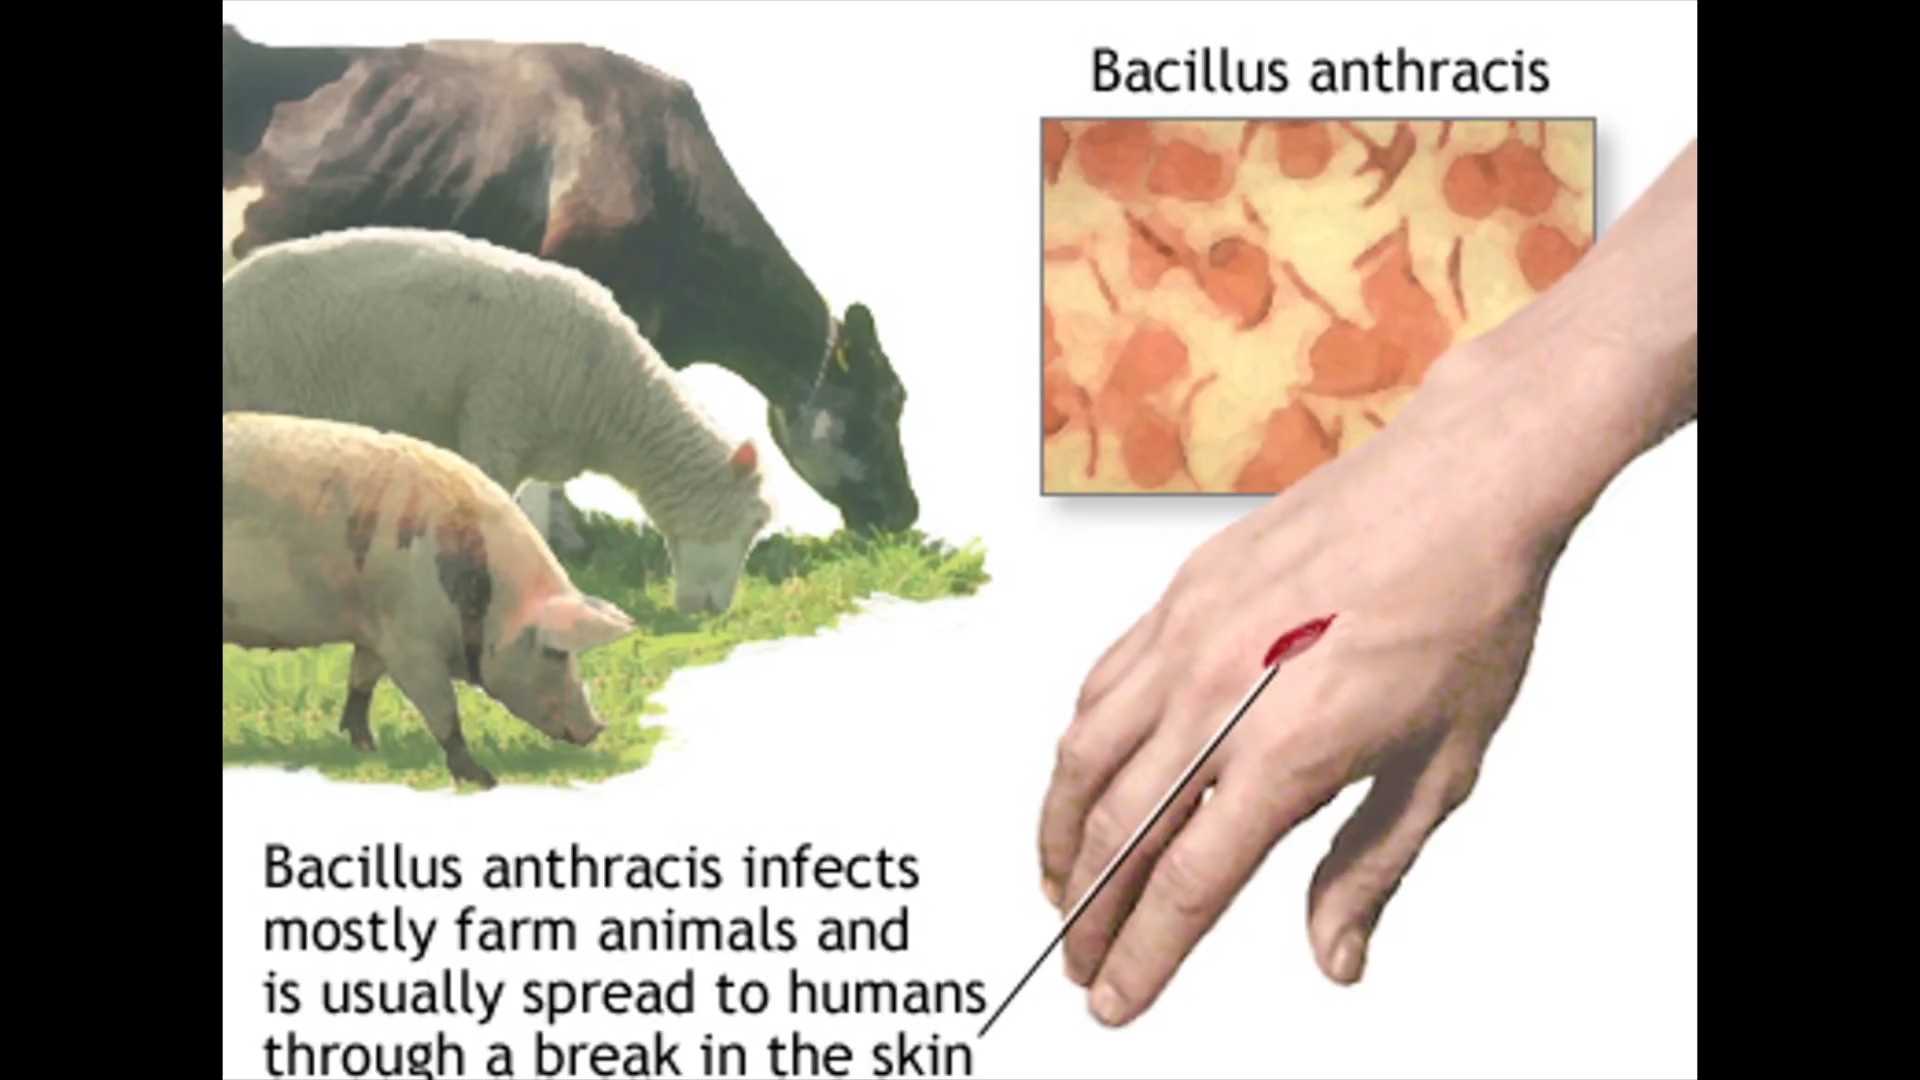 Bacillus anthracis
Bacillus anthracis infects
mostly farm animals and
is usually spread to humans
through a break in the skin